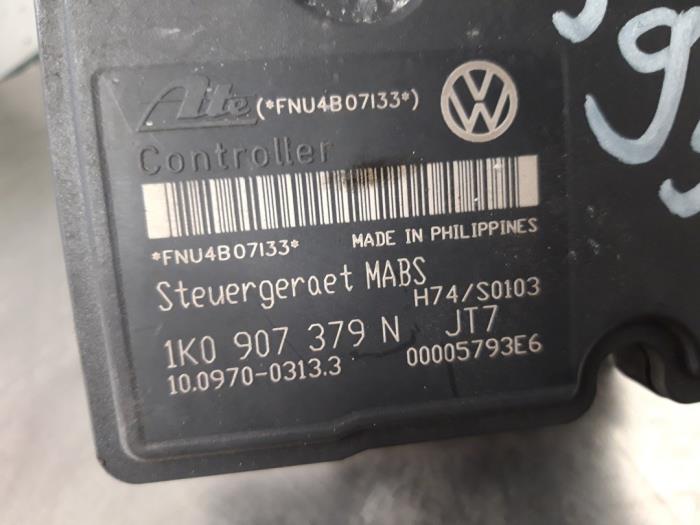 Ate (*FNU4B07133*)
Controller
*FNU4B07133* MADE IN PHILIPPINES
Steuergeraet MABS
H74/S0103
1K0 907 379 N JT7
10.0970-0313.3 00005793E6